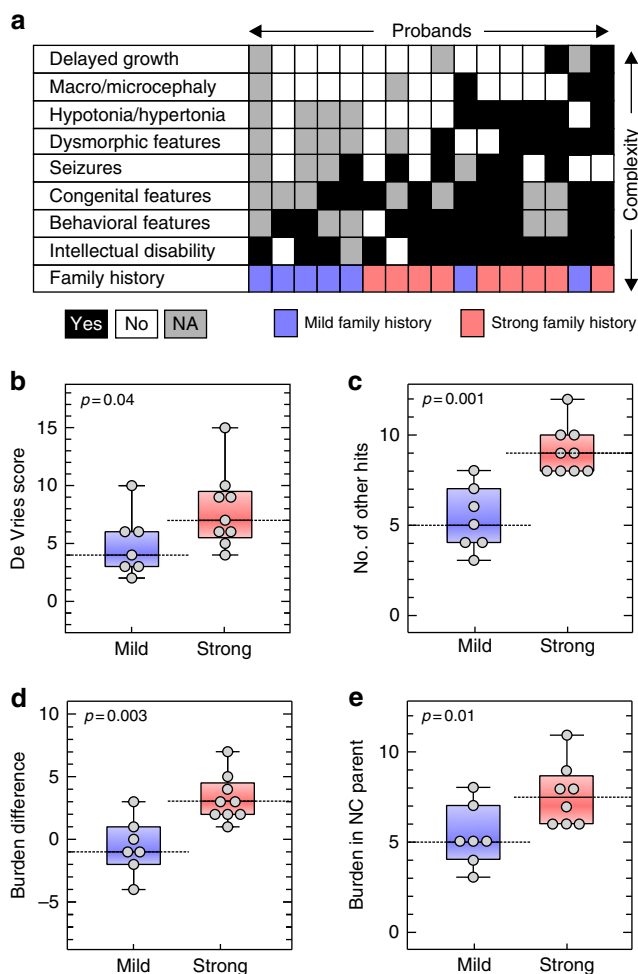 a
Probands
Delayed growth
Macro/microcephaly
Hypotonia/hypertonia
Dysmorphic features
Seizures
Congenital features
Behavioral features
Intellectual disability
Family history
Complexity
Yes No NA Mild family history Strong family history
b
p = 0.04
De Vries score
15
10
5
0
Mild Strong
c
p = 0.001
No. of other hits
10
5
0
Mild Strong
d
p = 0.003
Burden difference
10
5
0
−5
Mild Strong
e
p = 0.01
Burden in NC parent
10
5
0
Mild Strong